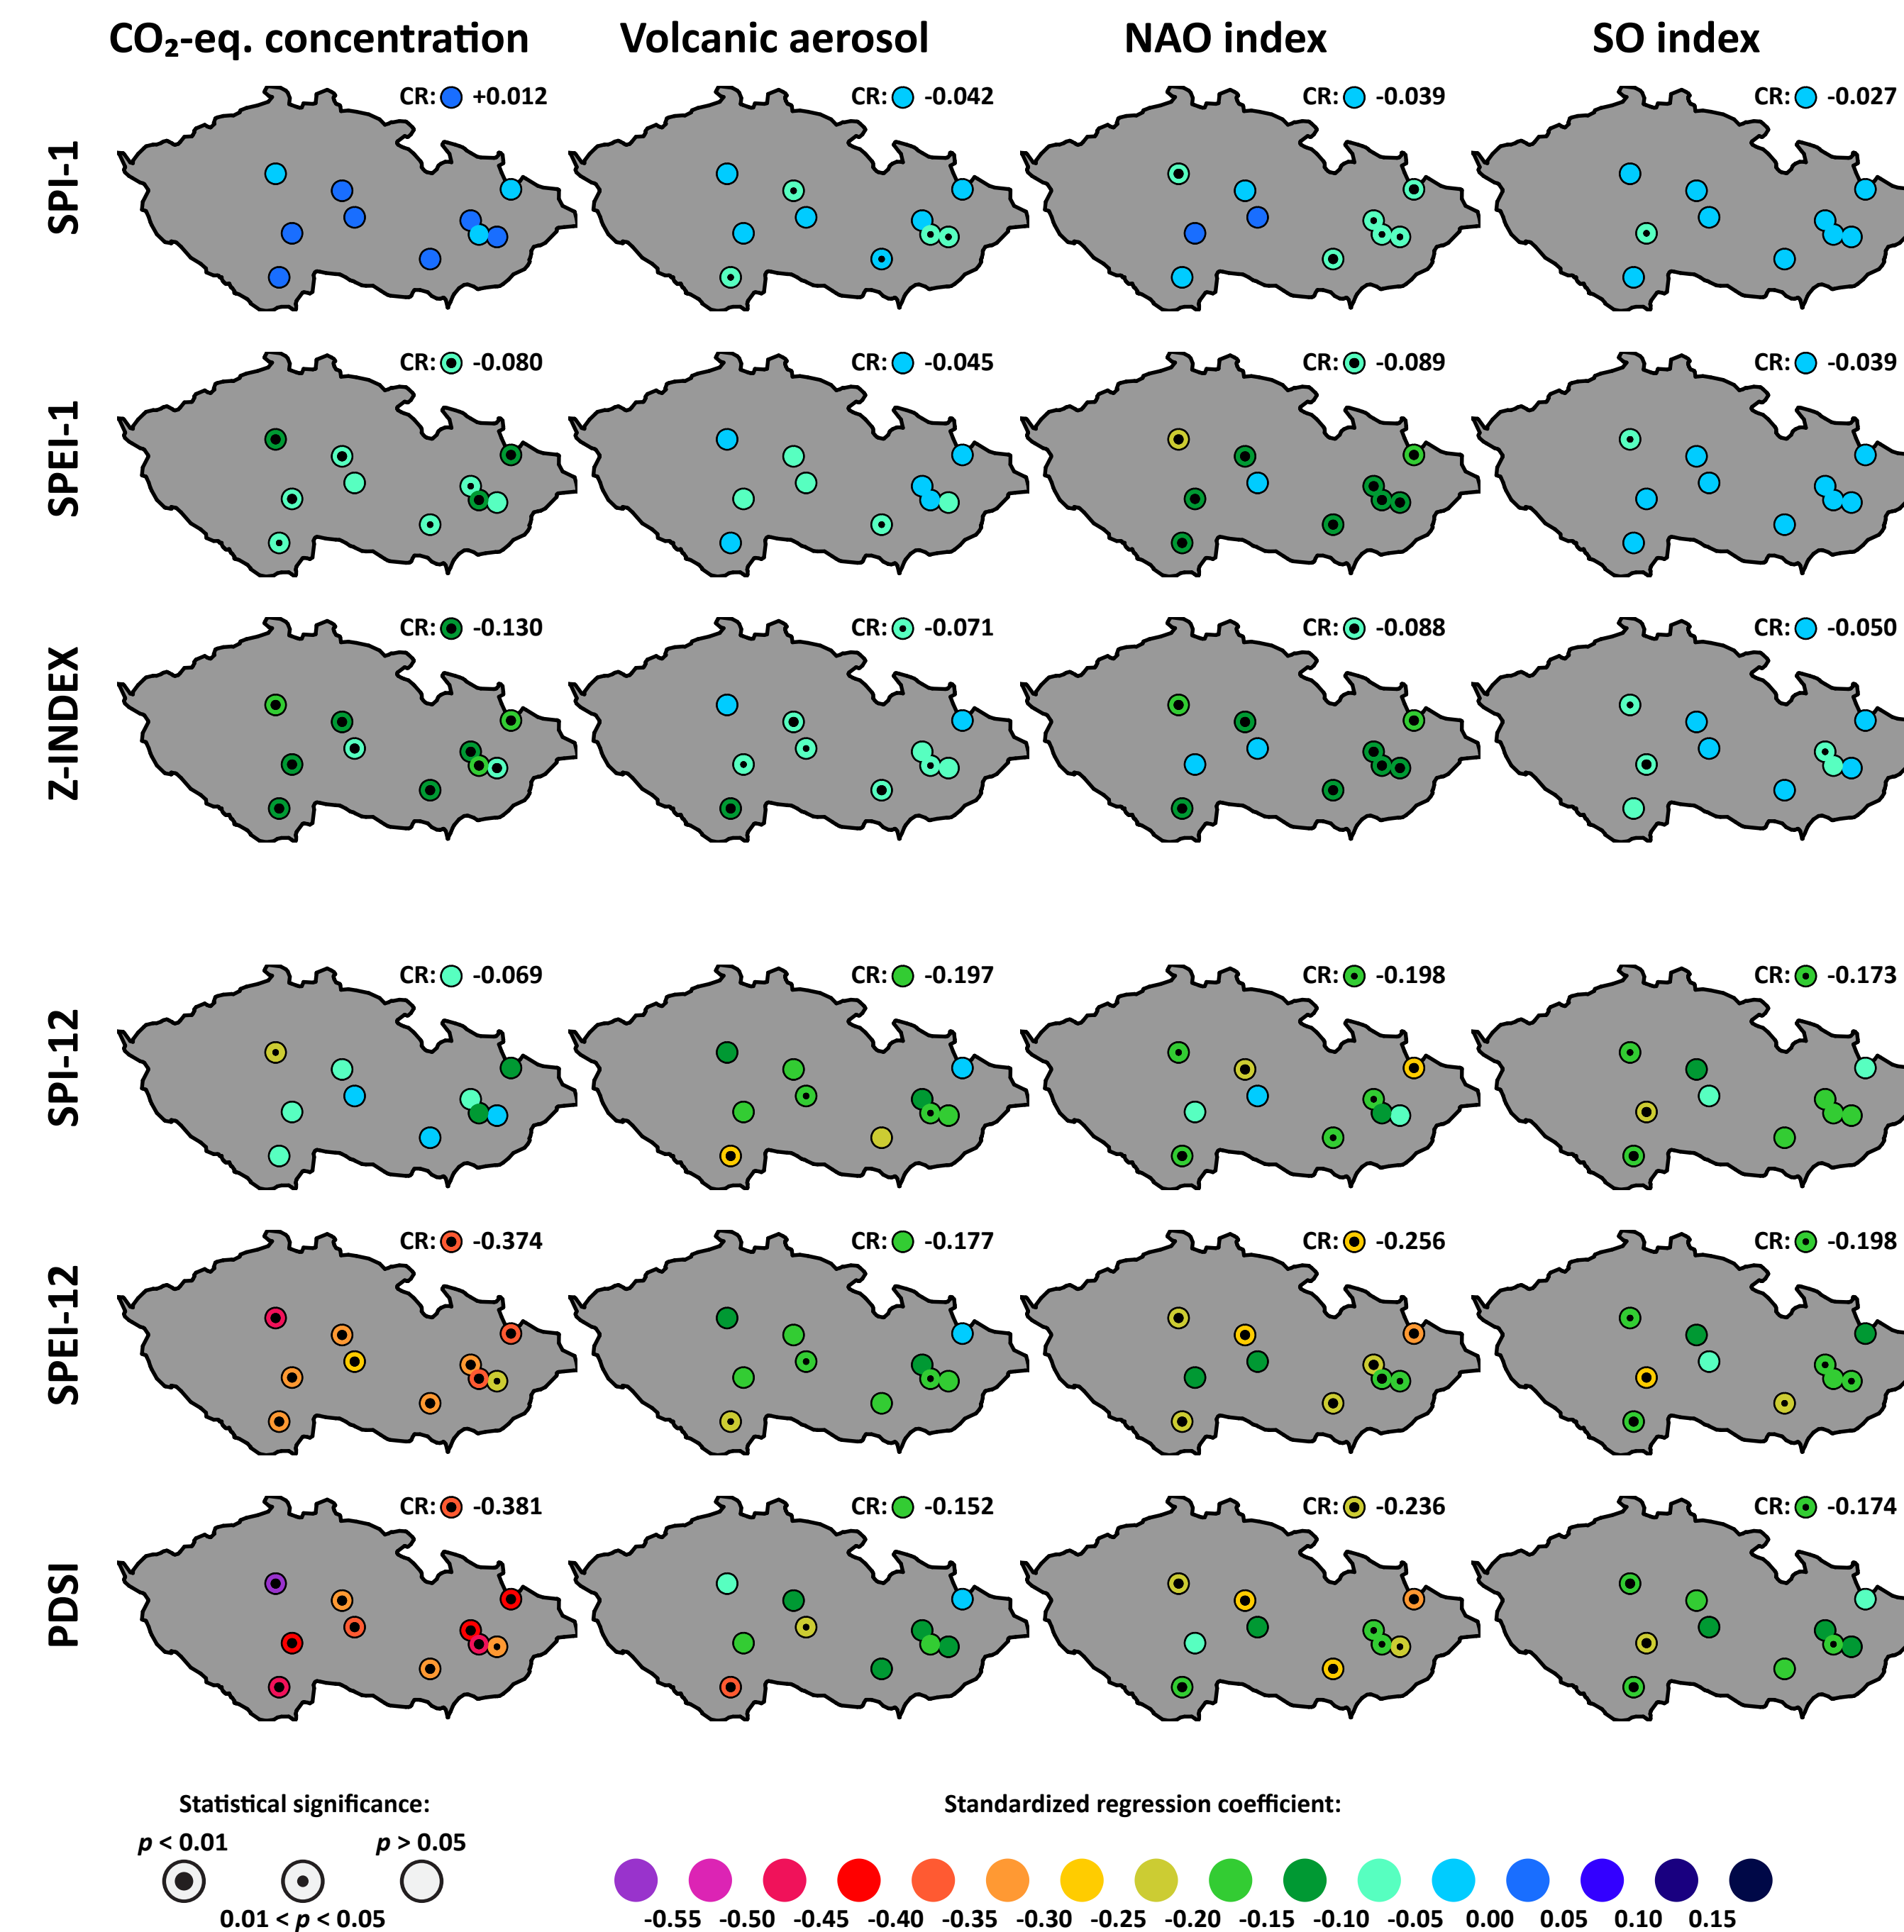 CO₂-eq. concentration Volcanic aerosol NAO index SO index
SPI-1
CR: +0.012 CR: -0.042 CR: -0.039 CR: -0.027
SPEI-1
CR: -0.080 CR: -0.045 CR: -0.089 CR: -0.039
Z-INDEX
CR: -0.130 CR: -0.071 CR: -0.088 CR: -0.050
SPI-12
CR: -0.069 CR: -0.197 CR: -0.198 CR: -0.173
SPEI-12
CR: -0.374 CR: -0.177 CR: -0.256 CR: -0.198
PDSI
CR: -0.381 CR: -0.152 CR: -0.236 CR: -0.174
Statistical significance:
p < 0.01 p > 0.05
0.01 < p < 0.05
Standardized regression coefficient:
-0.55 -0.50 -0.45 -0.40 -0.35 -0.30 -0.25 -0.20 -0.15 -0.10 -0.05 0.00 0.05 0.10 0.15